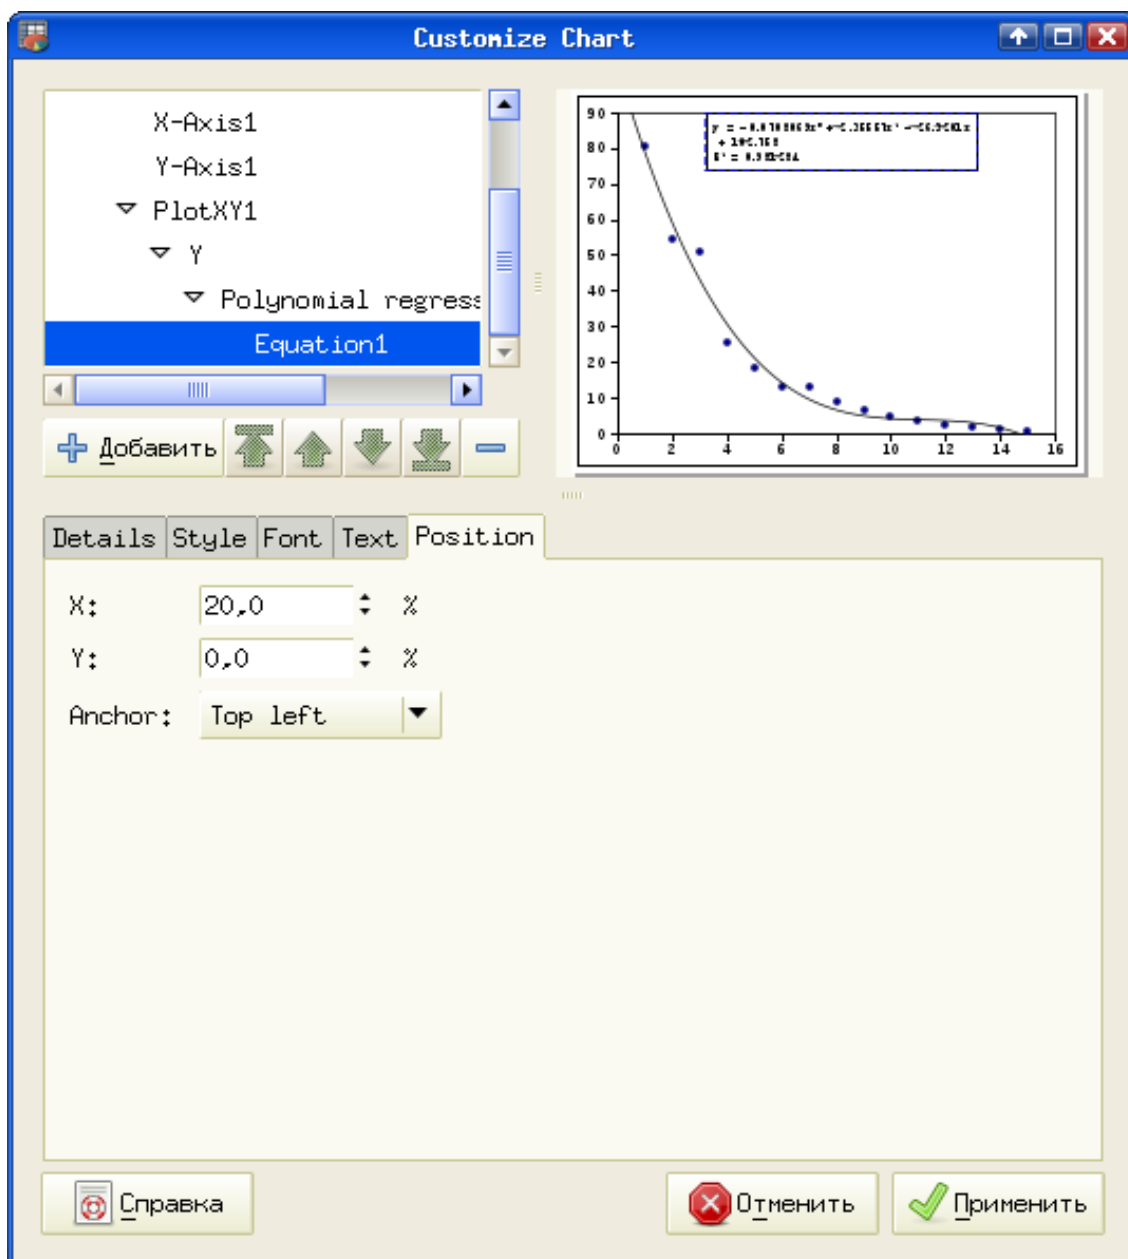 Customize Chart
X-Axis1
Y-Axis1
PlotXY1
Y
Polynomial regress
Equation1
Добавить
90
80
70
60
50
40
30
20
10
0
0 2 4 6 8 10 12 14 16
Details Style Font Text Position
X: 20,0 %
Y: 0,0 %
Anchor: Top left
Справка Отменить Применить